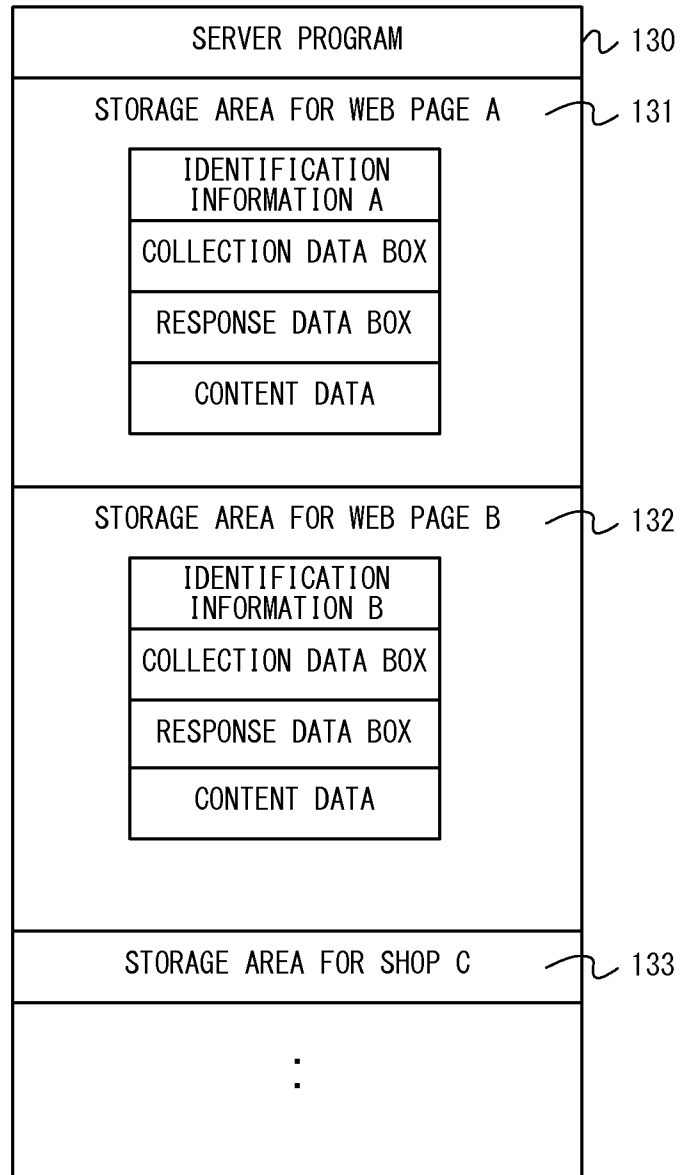 SERVER PROGRAM
130
STORAGE AREA FOR WEB PAGE A
131
IDENTIFICATION
INFORMATION A
COLLECTION DATA BOX
RESPONSE DATA BOX
CONTENT DATA
STORAGE AREA FOR WEB PAGE B
132
IDENTIFICATION
INFORMATION B
COLLECTION DATA BOX
RESPONSE DATA BOX
CONTENT DATA
STORAGE AREA FOR SHOP C
133
: